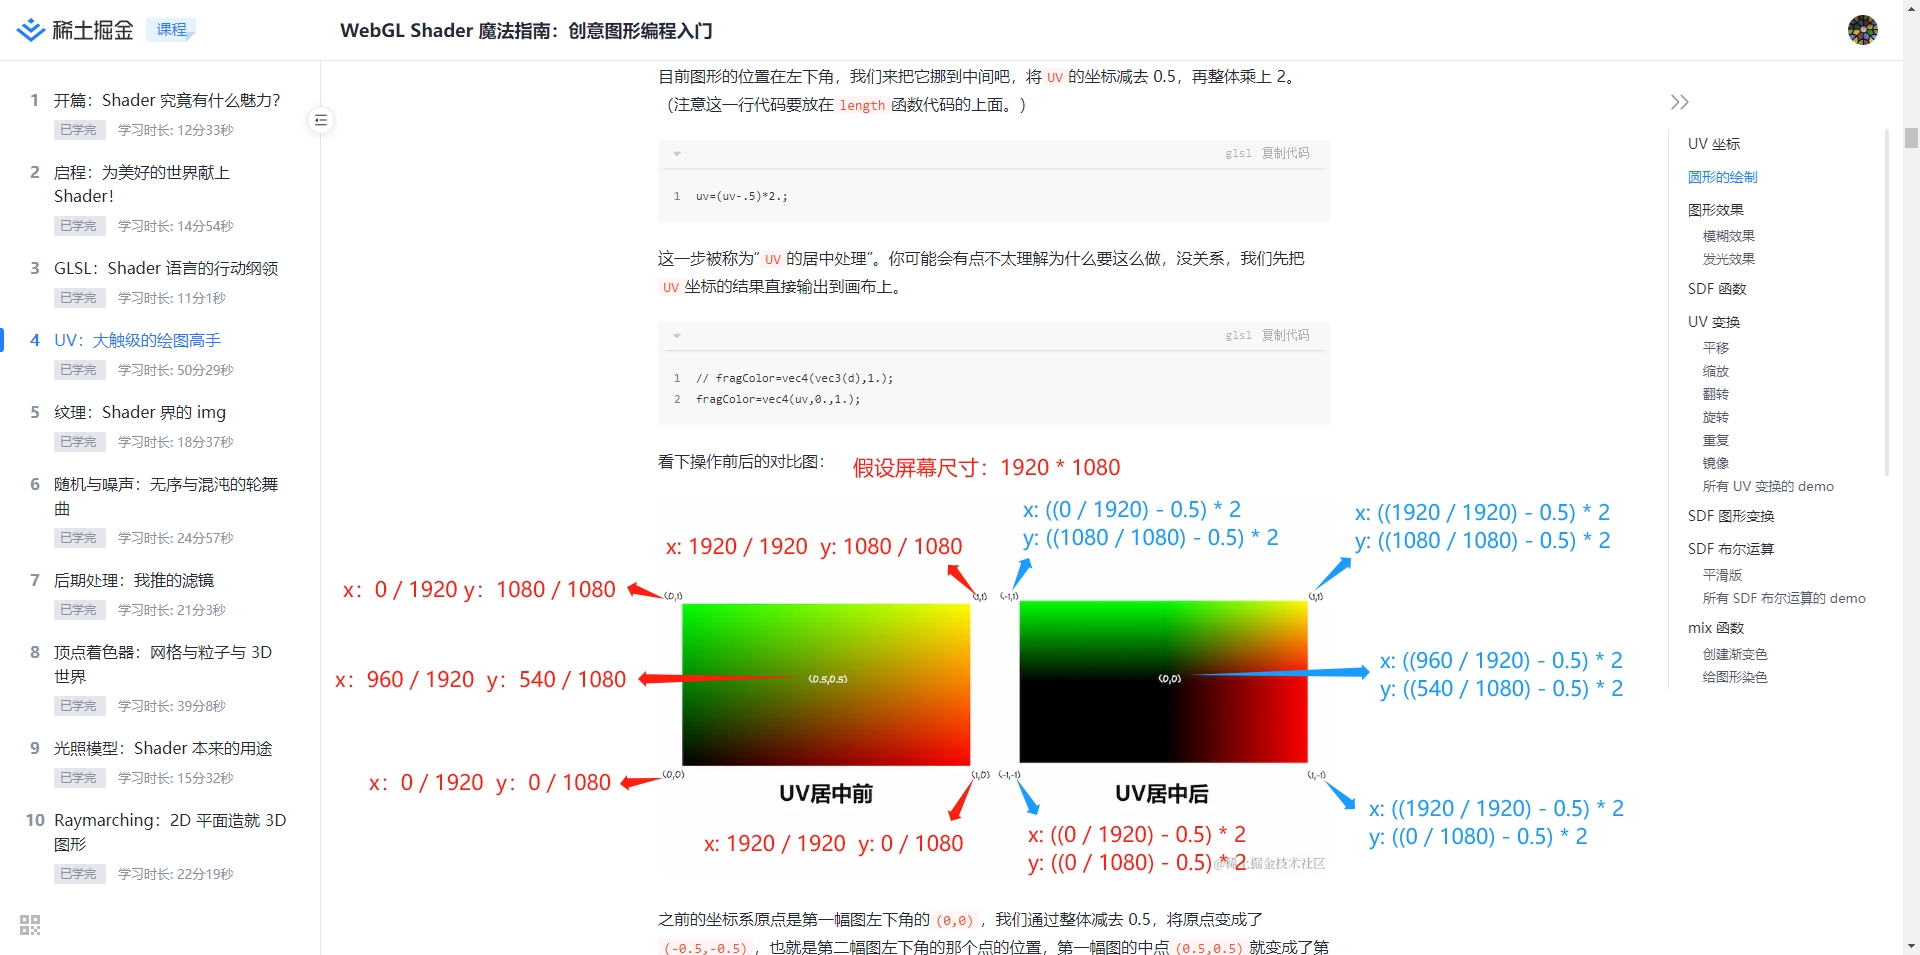 稀土掘金 课程
WebGL Shader 魔法指南：创意图形编程入门
1 开篇：Shader 究竟有什么魅力？
已学完 学习时长: 12分33秒
2 启程：为美好的世界献上
Shader！
已学完 学习时长: 14分54秒
3 GLSL：Shader 语言的行动纲领
已学完 学习时长: 11分1秒
4 UV：大触级的绘图高手
已学完 学习时长: 50分29秒
5 纹理：Shader 界的 img
已学完 学习时长: 18分37秒
6 随机与噪声：无序与混沌的轮舞
曲
已学完 学习时长: 24分57秒
7 后期处理：我推的滤镜
已学完 学习时长: 21分3秒
8 顶点着色器：网格与粒子与 3D
世界
已学完 学习时长: 39分8秒
9 光照模型：Shader 本来的用途
已学完 学习时长: 15分32秒
10 Raymarching：2D 平面造就 3D
图形
已学完 学习时长: 22分19秒
目前图形的位置在左下角，我们来把它挪到中间吧，将 UV 的坐标减去 0.5，再整体乘上 2。
（注意这一行代码要放在 length 函数代码的上面。）
glsl 复制代码
1 uv=(uv-.5)*2.;
这一步被称为“ UV 的居中处理”。你可能会有点不太理解为什么要这么做，没关系，我们先把
UV 坐标的结果直接输出到画布上。
glsl 复制代码
1 // fragColor=vec4(vec3(d),1.);
2 fragColor=vec4(uv,0.,1.);
看下操作前后的对比图：
假设屏幕尺寸：1920 * 1080
x: 1920 / 1920 y: 1080 / 1080
x：0 / 1920 y：1080 / 1080
(0,1)
(1,1)
x：960 / 1920 y：540 / 1080
(0.5,0.5)
x：0 / 1920 y：0 / 1080
(0,0)
(1,0)
UV居中前
x: 1920 / 1920 y: 0 / 1080
x: ((0 / 1920) - 0.5) * 2
y: ((1080 / 1080) - 0.5) * 2
x: ((1920 / 1920) - 0.5) * 2
y: ((1080 / 1080) - 0.5) * 2
(-1,1)
(1,1)
(0,0)
x: ((960 / 1920) - 0.5) * 2
y: ((540 / 1080) - 0.5) * 2
(-1,-1)
(1,-1)
UV居中后
x: ((0 / 1920) - 0.5) * 2
y: ((0 / 1080) - 0.5) * 2
x: ((1920 / 1920) - 0.5) * 2
y: ((0 / 1080) - 0.5) * 2
@稀土掘金技术社区
之前的坐标系原点是第一幅图左下角的 (0,0) ，我们通过整体减去 0.5，将原点变成了
(-0.5,-0.5) ，也就是第二幅图左下角的那个点的位置，第一幅图的中点 (0.5,0.5) 就变成了第
UV 坐标
圆形的绘制
图形效果
模糊效果
发光效果
SDF 函数
UV 变换
平移
缩放
翻转
旋转
重复
镜像
所有 UV 变换的 demo
SDF 图形变换
SDF 布尔运算
平滑版
所有 SDF 布尔运算的 demo
mix 函数
创建渐变色
给图形染色